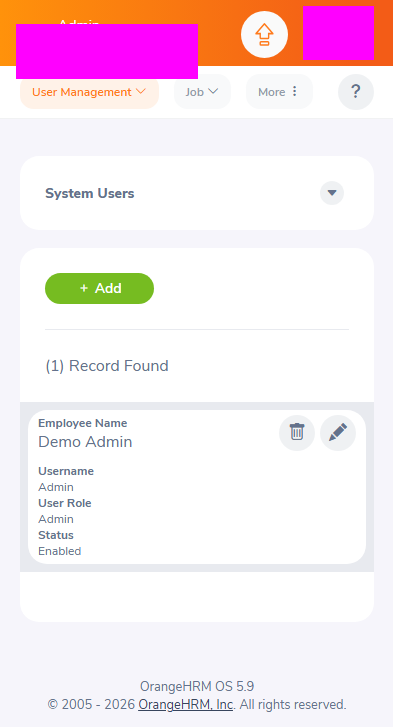 User Management
Job
More
?
System Users
+ Add
(1) Record Found
Employee Name
Demo Admin
Username
Admin
User Role
Admin
Status
Enabled
OrangeHRM OS 5.9
© 2005 - 2026 OrangeHRM, Inc. All rights reserved.